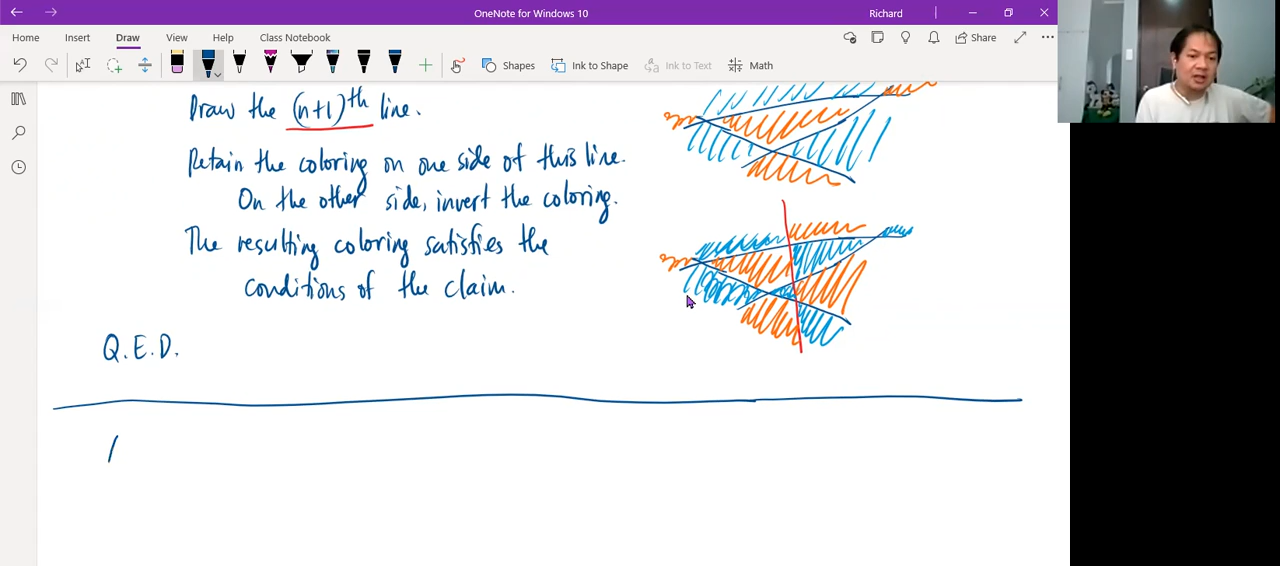 OneNote for Windows 10
Richard
Home Insert Draw View Help Class Notebook
Share
Shapes Ink to Shape Ink to Text Math
Draw the (n+1)th line.
Retain the coloring on one side of this line.
On the other side, invert the coloring.
The resulting coloring satisfies the
conditions of the claim.
Q.E.D.